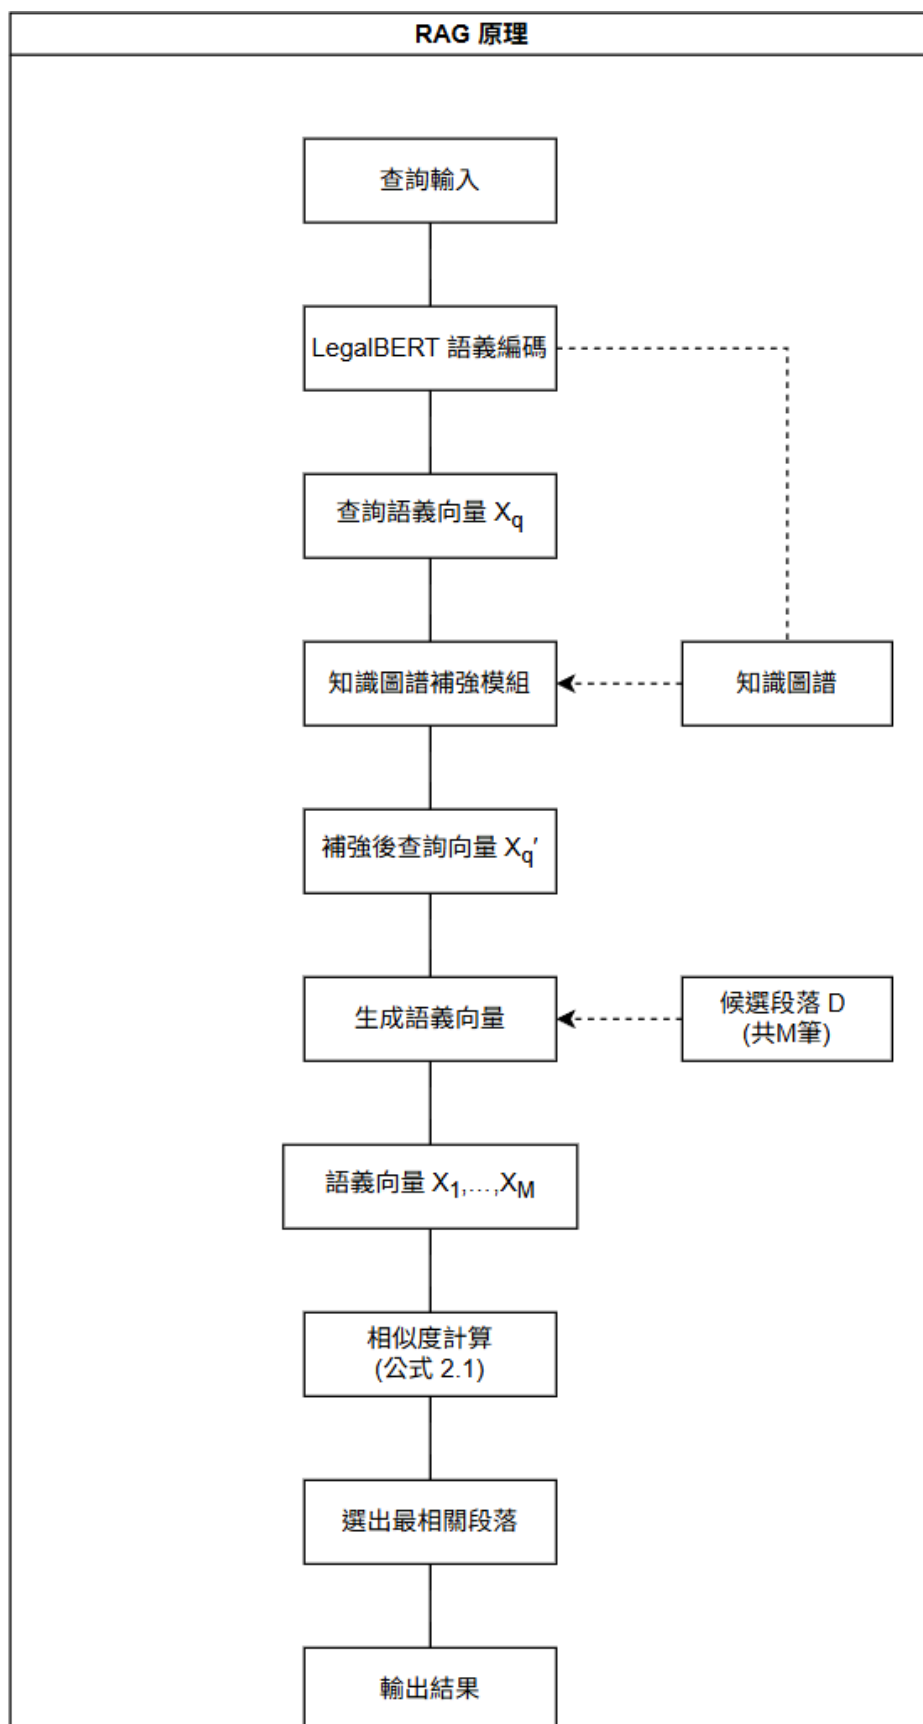 RAG 原理
查詢輸入
LegalBERT 語義編碼
查詢語義向量 Xq
知識圖譜補強模組
知識圖譜
補強後查詢向量 Xq′
生成語義向量
候選段落 D
(共M筆)
語義向量 X1,...,XM
相似度計算
(公式 2.1)
選出最相關段落
輸出結果